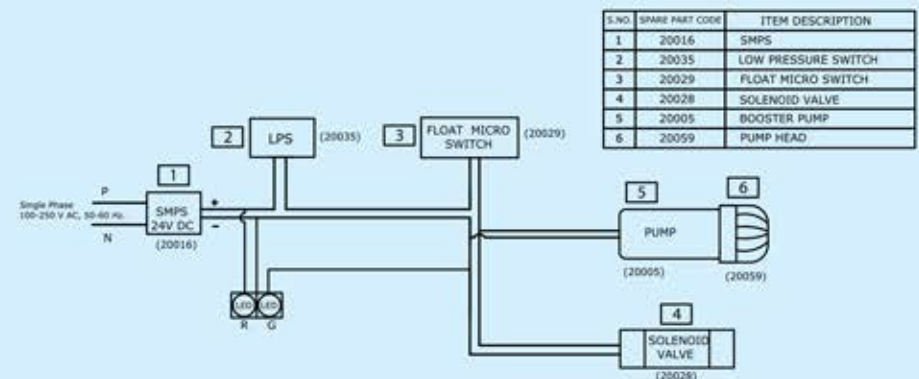 S.NO. SPARE PART CODE ITEM DESCRIPTION
1 20016 SMPS
2 20035 LOW PRESSURE SWITCH
3 20029 FLOAT MICRO SWITCH
4 20028 SOLENOID VALVE
5 20005 BOOSTER PUMP
6 20059 PUMP HEAD
2 LPS (20035)
3 FLOAT MICRO
SWITCH (20029)
1
P
Single Phase
100-250 V AC, 50-60 Hz.
N
SMPS
24V DC
+
-
(20016)
5 6
PUMP
(20005) (20059)
LED LED
R G
4
SOLENOID
VALVE
(20028)